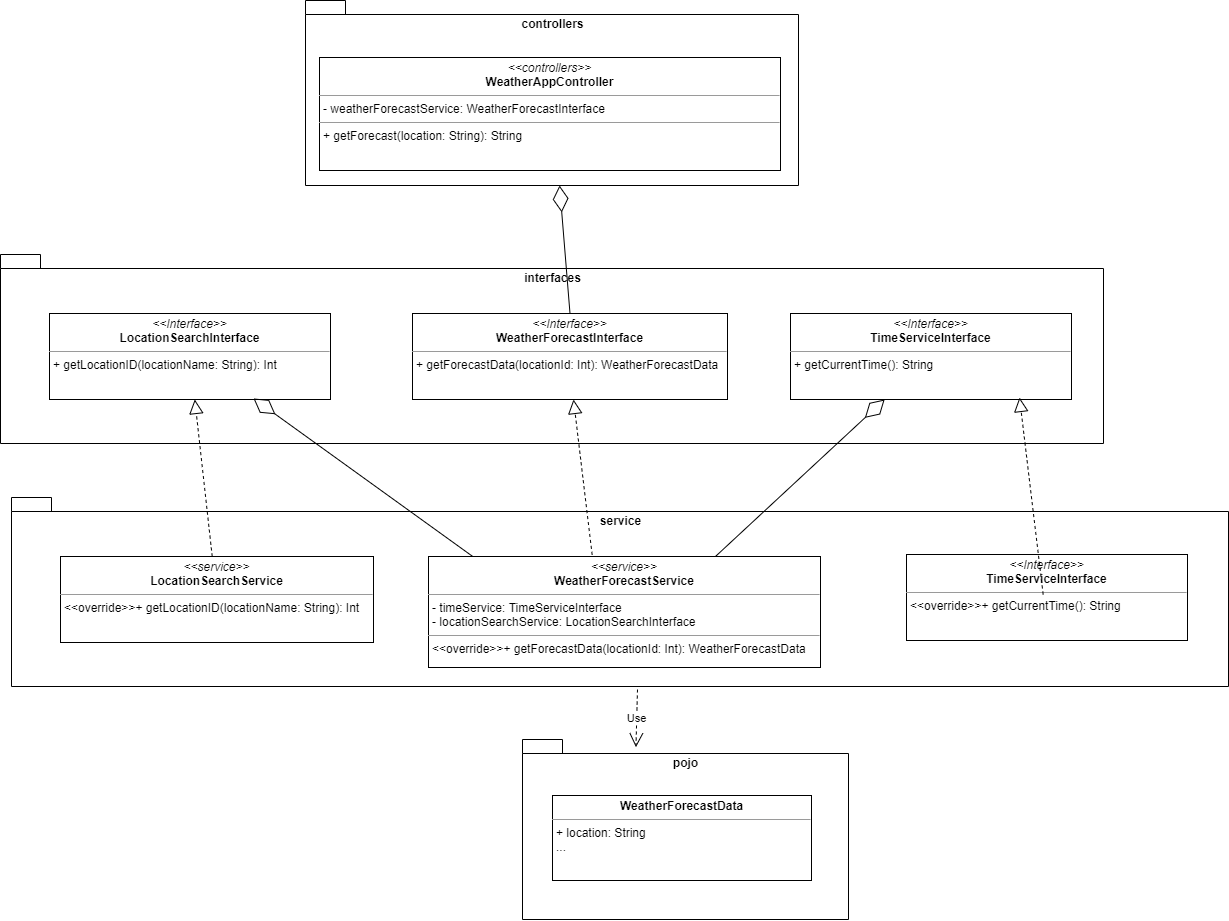 controllers
<<controllers>>
WeatherAppController
- weatherForecastService: WeatherForecastInterface
+ getForecast(location: String): String
interfaces
<<Interface>>
LocationSearchInterface
+ getLocationID(locationName: String): Int
<<Interface>>
WeatherForecastInterface
+ getForecastData(locationId: Int): WeatherForecastData
<<Interface>>
TimeServiceInterface
+ getCurrentTime(): String
service
<<service>>
LocationSearchService
<<override>>+ getLocationID(locationName: String): Int
<<service>>
WeatherForecastService
- timeService: TimeServiceInterface
- locationSearchService: LocationSearchInterface
<<override>>+ getForecastData(locationId: Int): WeatherForecastData
<<Interface>>
TimeServiceInterface
<<override>>+ getCurrentTime(): String
Use
pojo
WeatherForecastData
+ location: String
...